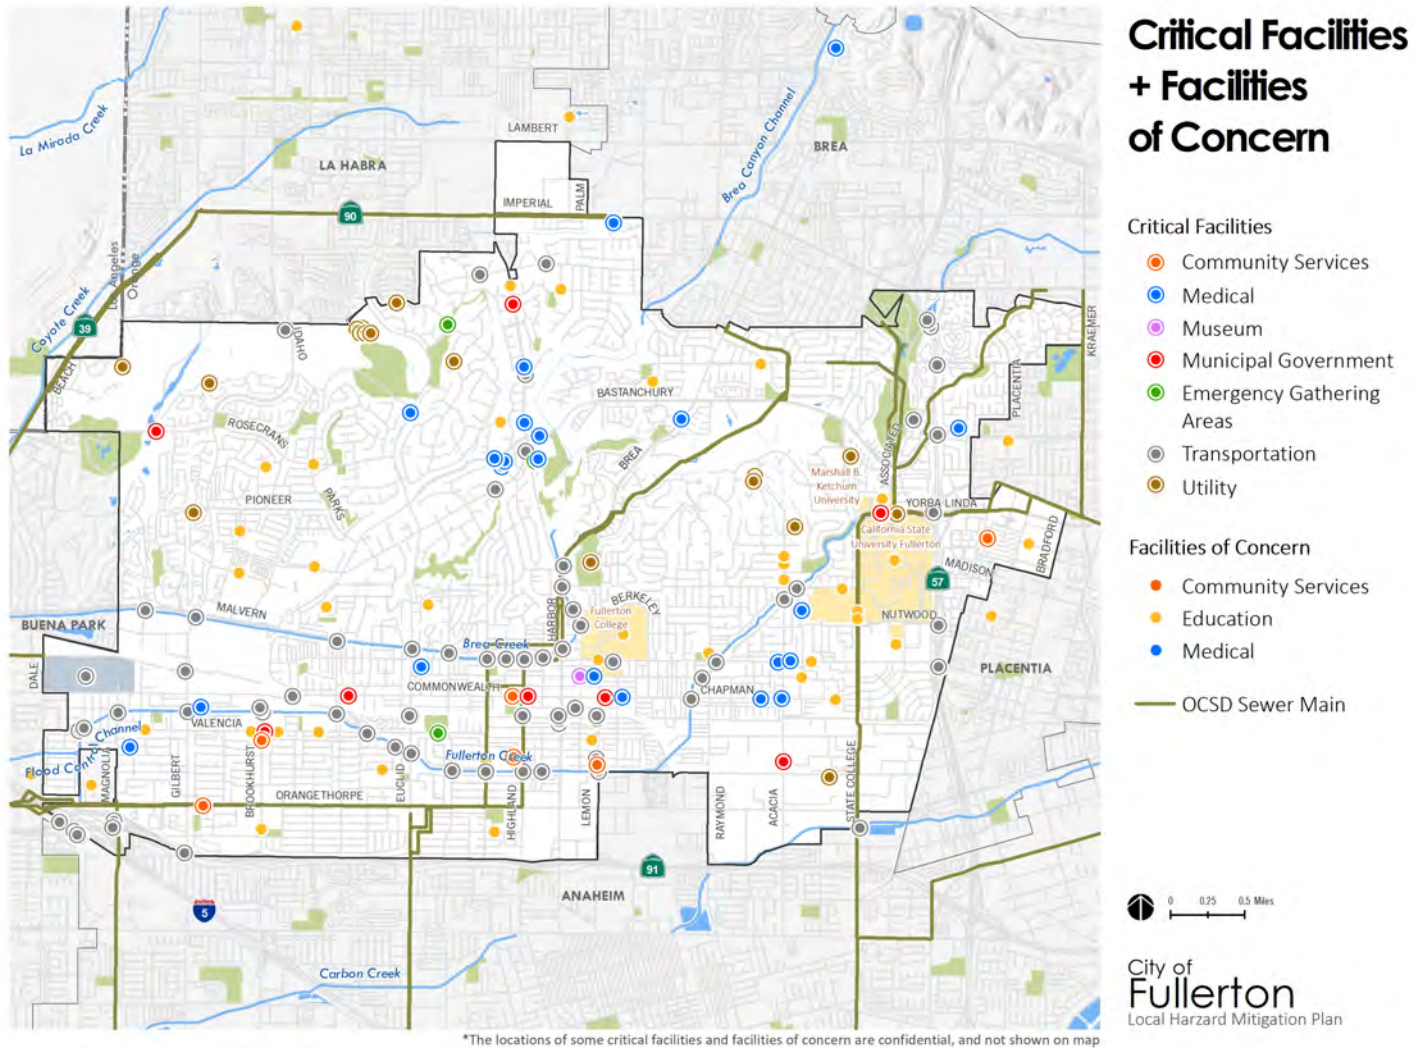 Critical Facilities
+ Facilities
of Concern
Critical Facilities
Community Services
Medical
Museum
Municipal Government
Emergency Gathering
Areas
Transportation
Utility
Facilities of Concern
Community Services
Education
Medical
OCSD Sewer Main
0 0.25 0.5 Miles
City of
Fullerton
Local Harzard Mitigation Plan
La Mirada Creek
LAMBERT
LA HABRA
BREA
Brea Canyon Channel
IMPERIAL
PALM
90
Los Angeles
Orange
Coyote Creek
39
BEACH
IDAHO
KRAEMER
PLACENTIA
BASTANCHURY
ROSECRANS
BREA
ASSOCIATED
PIONEER
PARKS
Marshall B.
Ketchum
University
YORBA LINDA
California State
University Fullerton
BRADFORD
MADISON
57
MALVERN
HARBOR
BERKELEY
Fullerton
College
NUTWOOD
BUENA PARK
Brea Creek
DALE
COMMONWEALTH
CHAPMAN
PLACENTIA
VALENCIA
Flood Control Channel
Fullerton Creek
MAGNOLIA
GILBERT
BROOKHURST
ORANGETHORPE
EUCLID
HIGHLAND
LEMON
RAYMOND
ACACIA
STATE COLLEGE
91
ANAHEIM
5
Carbon Creek
*The locations of some critical facilities and facilities of concern are confidential, and not shown on map